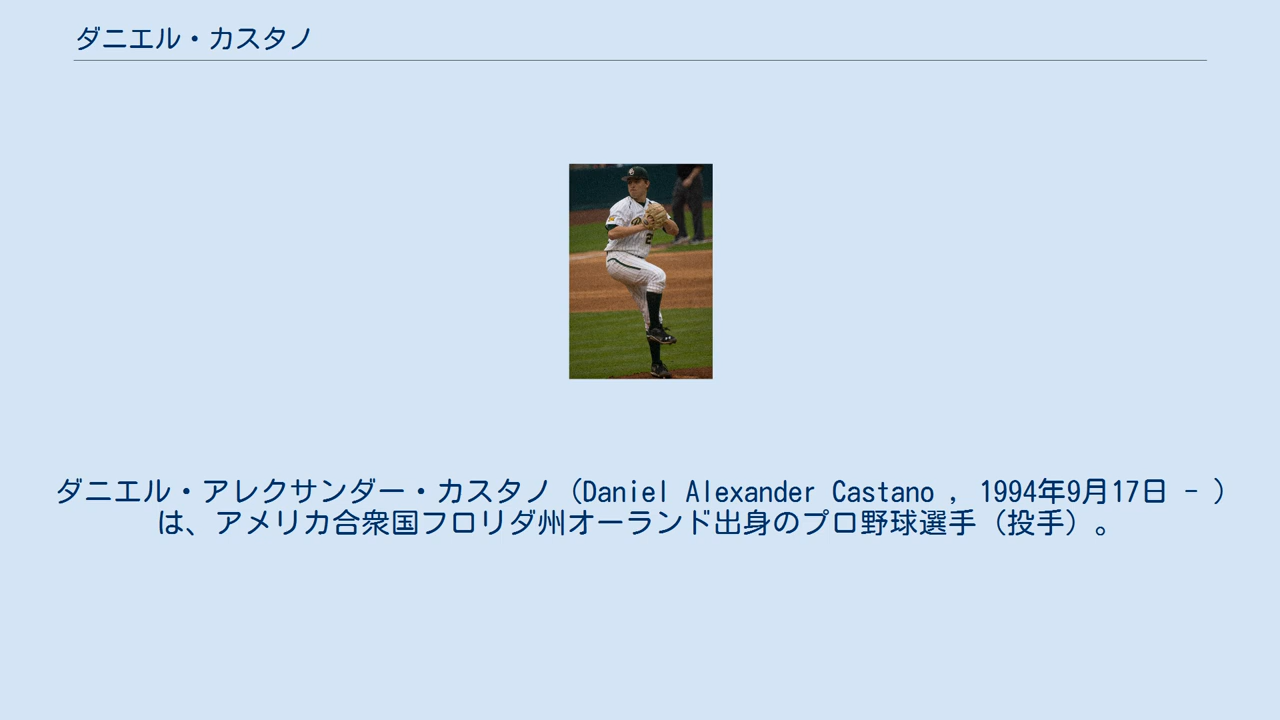 ダニエル・カスタノ
ダニエル・アレクサンダー・カスタノ（Daniel Alexander Castano , 1994年9月17日 - ）
は、アメリカ合衆国フロリダ州オーランド出身のプロ野球選手（投手）。